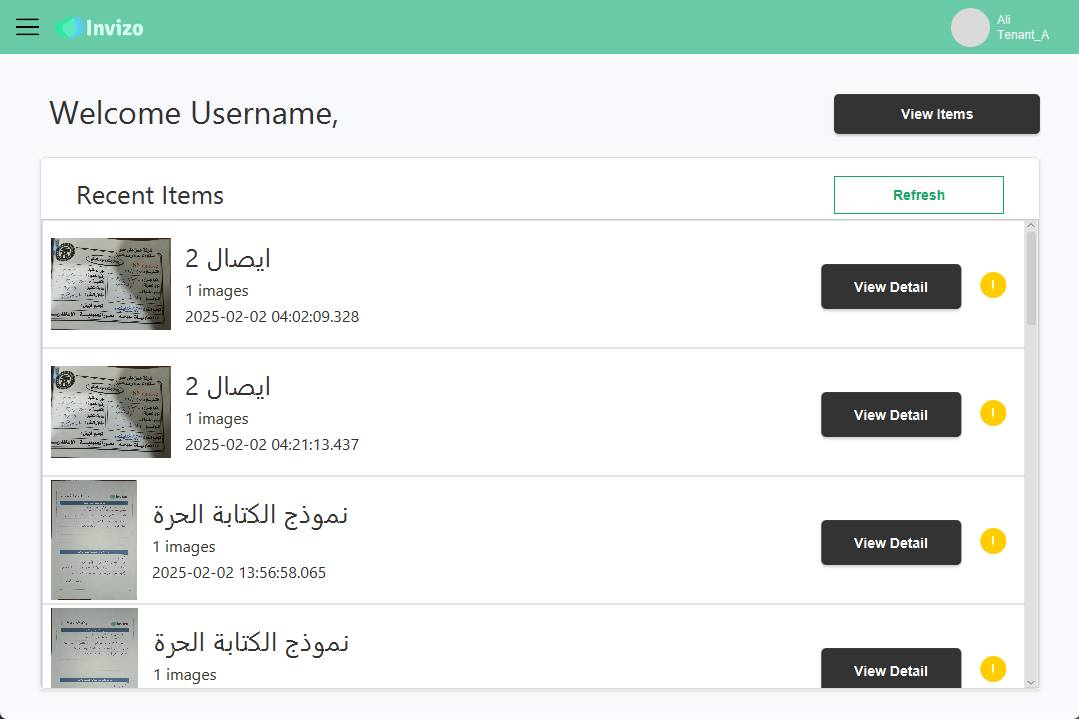 Invizo
Ali
Tenant_A
Welcome Username,
View Items
Recent Items
Refresh
ايصال 2
1 images
2025-02-02 04:02:09.328
View Detail
!
ايصال 2
1 images
2025-02-02 04:21:13.437
View Detail
!
نموذج الكتابة الحرة
1 images
2025-02-02 13:56:58.065
View Detail
!
نموذج الكتابة الحرة
1 images
View Detail
!